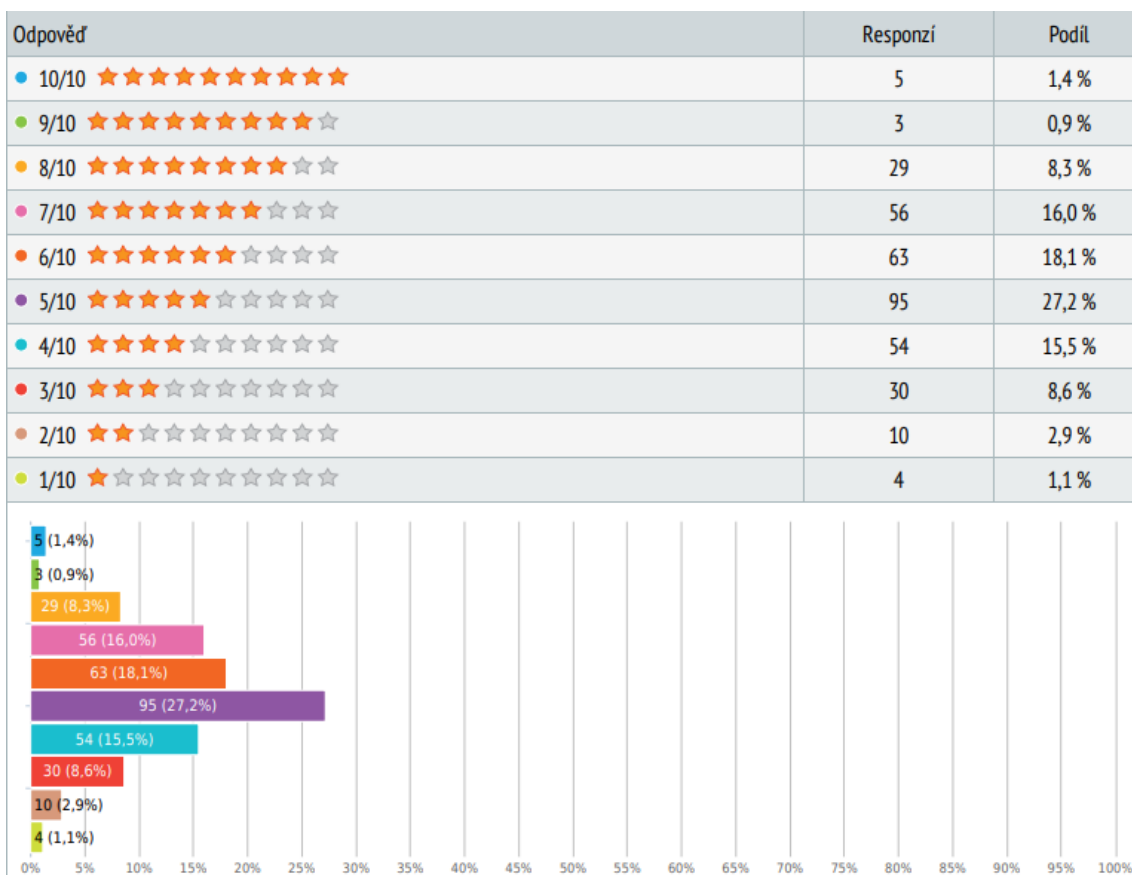 Odpověď Responzí Podíl
10/10 5 1,4 %
9/10 3 0,9 %
8/10 29 8,3 %
7/10 56 16,0 %
6/10 63 18,1 %
5/10 95 27,2 %
4/10 54 15,5 %
3/10 30 8,6 %
2/10 10 2,9 %
1/10 4 1,1 %
5 (1,4%)
3 (0,9%)
29 (8,3%)
56 (16,0%)
63 (18,1%)
95 (27,2%)
54 (15,5%)
30 (8,6%)
10 (2,9%)
4 (1,1%)
0% 5% 10% 15% 20% 25% 30% 35% 40% 45% 50% 55% 60% 65% 70% 75% 80% 85% 90% 95% 100%